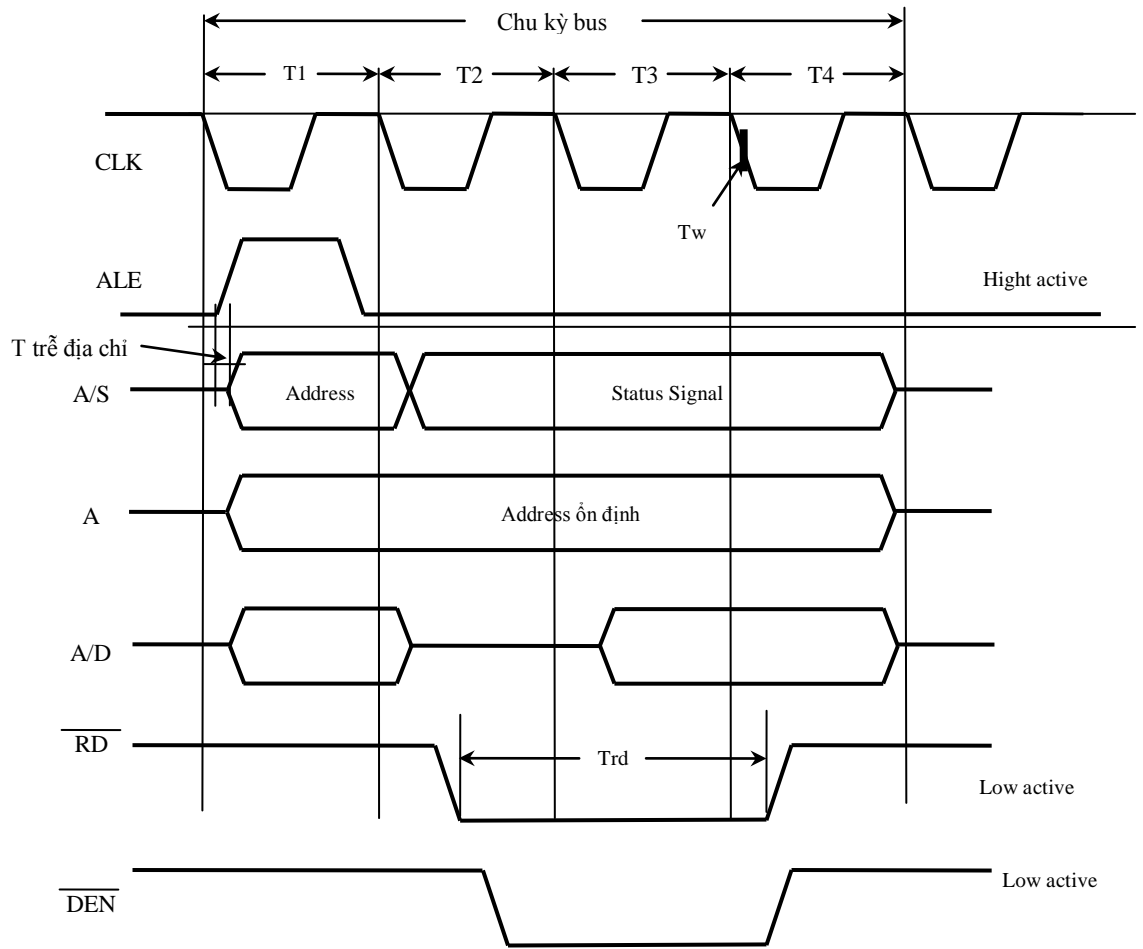 Chu kỳ bus
T1
T2
T3
T4
CLK
Tw
ALE
Hight active
T trễ địa chỉ
A/S
Address
Status Signal
A
Address ổn định
A/D
RD
Trd
Low active
DEN
Low active